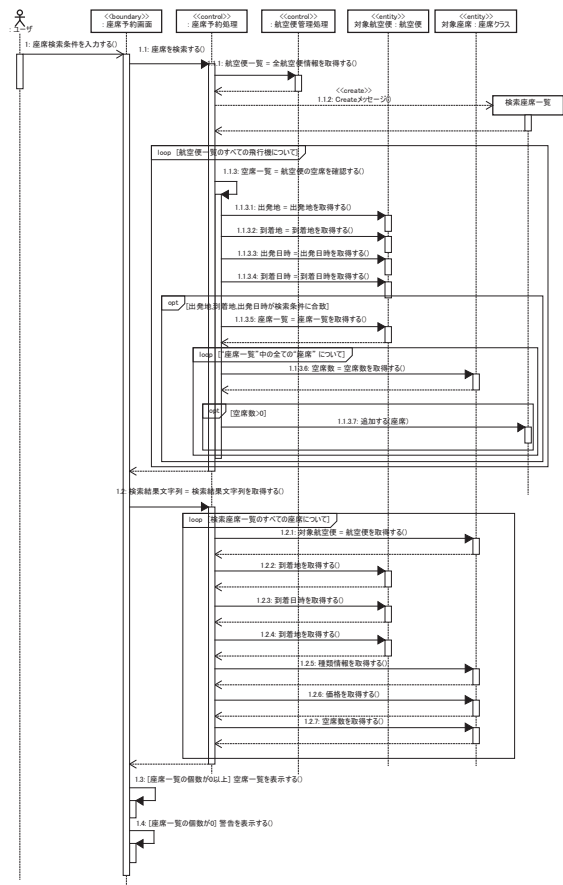 <<boundary>>
: 座席予約画面
<<control>>
: 座席予約処理
<<control>>
: 航空便管理処理
<<entity>>
対象航空便 : 航空便
<<entity>>
対象座席 : 座席クラス
: ユーザ
1: 座席検索条件を入力する()
1.1: 座席を検索する()
1.1: 航空便一覧 = 全航空便情報を取得する()
<<create>>
1.1.2: Createメッセージ()
検索座席一覧
loop [航空便一覧のすべての飛行機について]
1.1.3: 空席一覧 = 航空便の空席を確認する()
1.1.3.1: 出発地 = 出発地を取得する()
1.1.3.2: 到着地 = 到着地を取得する()
1.1.3.3: 出発日時 = 出発日時を取得する()
1.1.3.4: 到着日時 = 到着日時を取得する()
opt [出発地,到着地,出発日時が検索条件に合致]
1.1.3.5: 座席一覧 = 座席一覧を取得する()
loop ["座席一覧"中の全ての"座席" について]
1.1.3.6: 空席数 = 空席数を取得する()
opt [空席数>0]
1.1.3.7: 追加する(座席)
1.2: 検索結果文字列 = 検索結果文字列を取得する()
loop [検索座席一覧のすべての座席について]
1.2.1: 対象航空便 = 航空便を取得する()
1.2.2: 到着地を取得する()
1.2.3: 到着日時を取得する()
1.2.4: 到着地を取得する()
1.2.5: 種類情報を取得する()
1.2.6: 価格を取得する()
1.2.7: 空席数を取得する()
1.3: [座席一覧の個数が0以上] 空席一覧を表示する()
1.4: [座席一覧の個数が0] 警告を表示する()